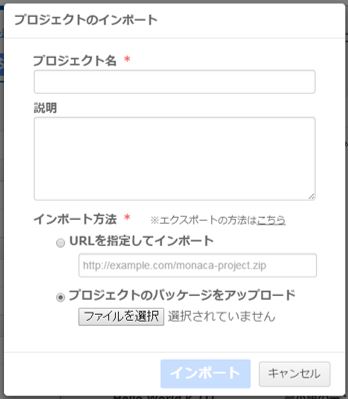 プロジェクトのインポート
プロジェクト名 *
説明
インポート方法 * ※エクスポートの方法はこちら
URLを指定してインポート
http://example.com/monaca-project.zip
プロジェクトのパッケージをアップロード
ファイルを選択 選択されていません
インポート キャンセル